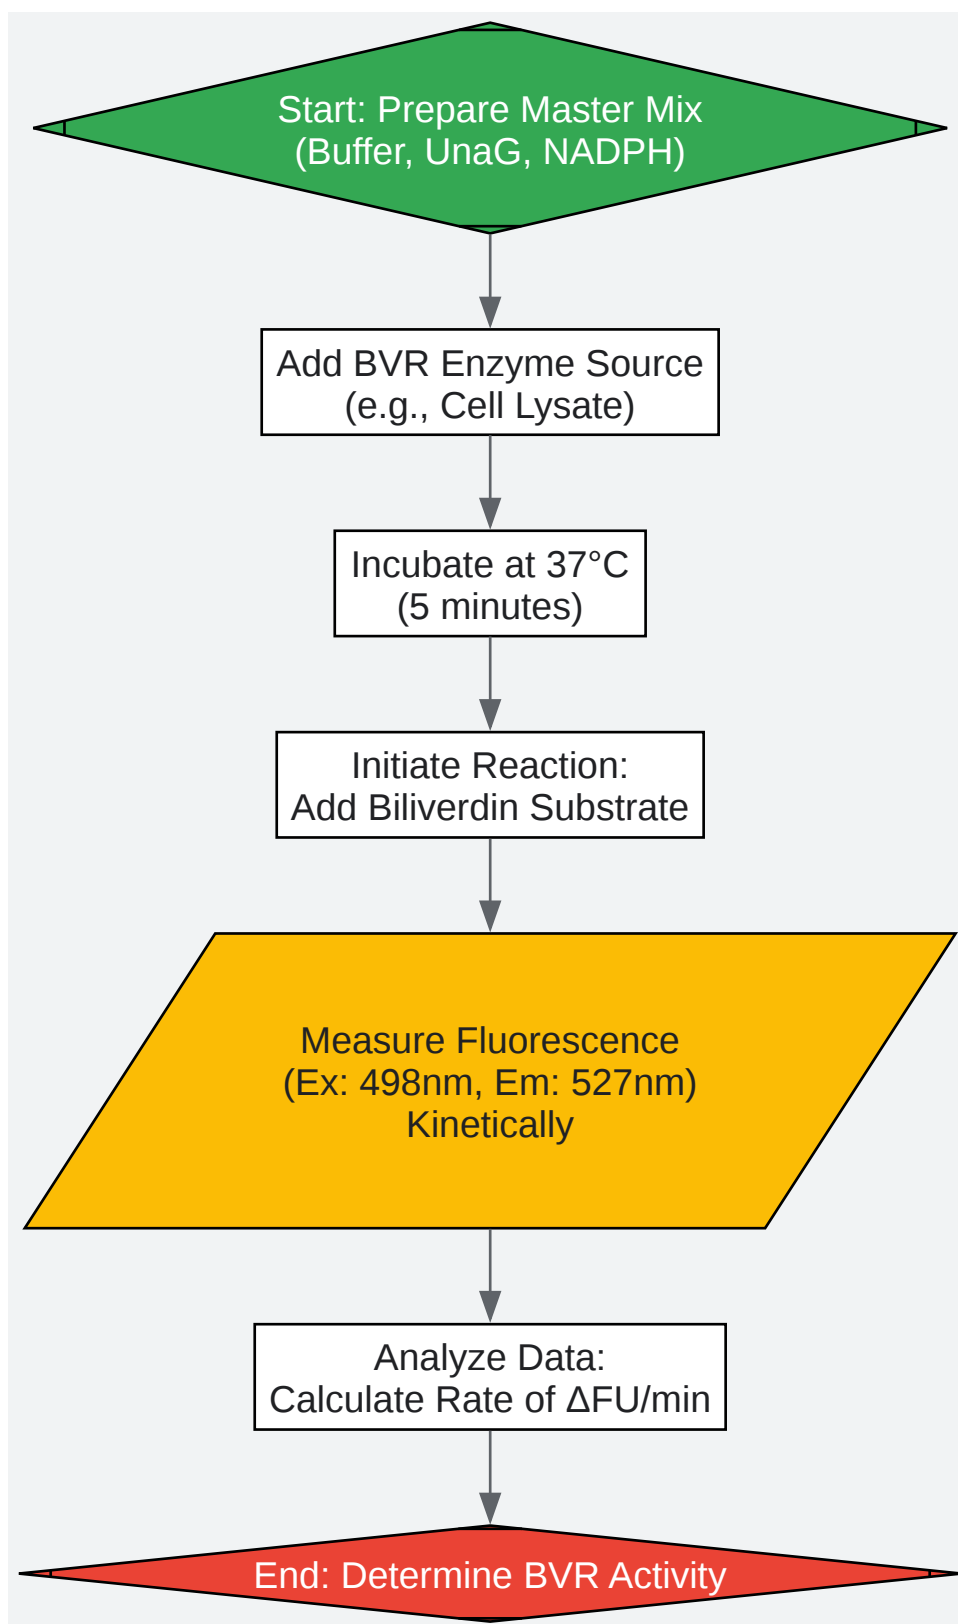 Start: Prepare Master Mix
(Buffer, UnaG, NADPH)
Add BVR Enzyme Source
(e.g., Cell Lysate)
Incubate at 37°C
(5 minutes)
Initiate Reaction:
Add Biliverdin Substrate
Measure Fluorescence
(Ex: 498nm, Em: 527nm)
Kinetically
Analyze Data:
Calculate Rate of ΔFU/min
End: Determine BVR Activity